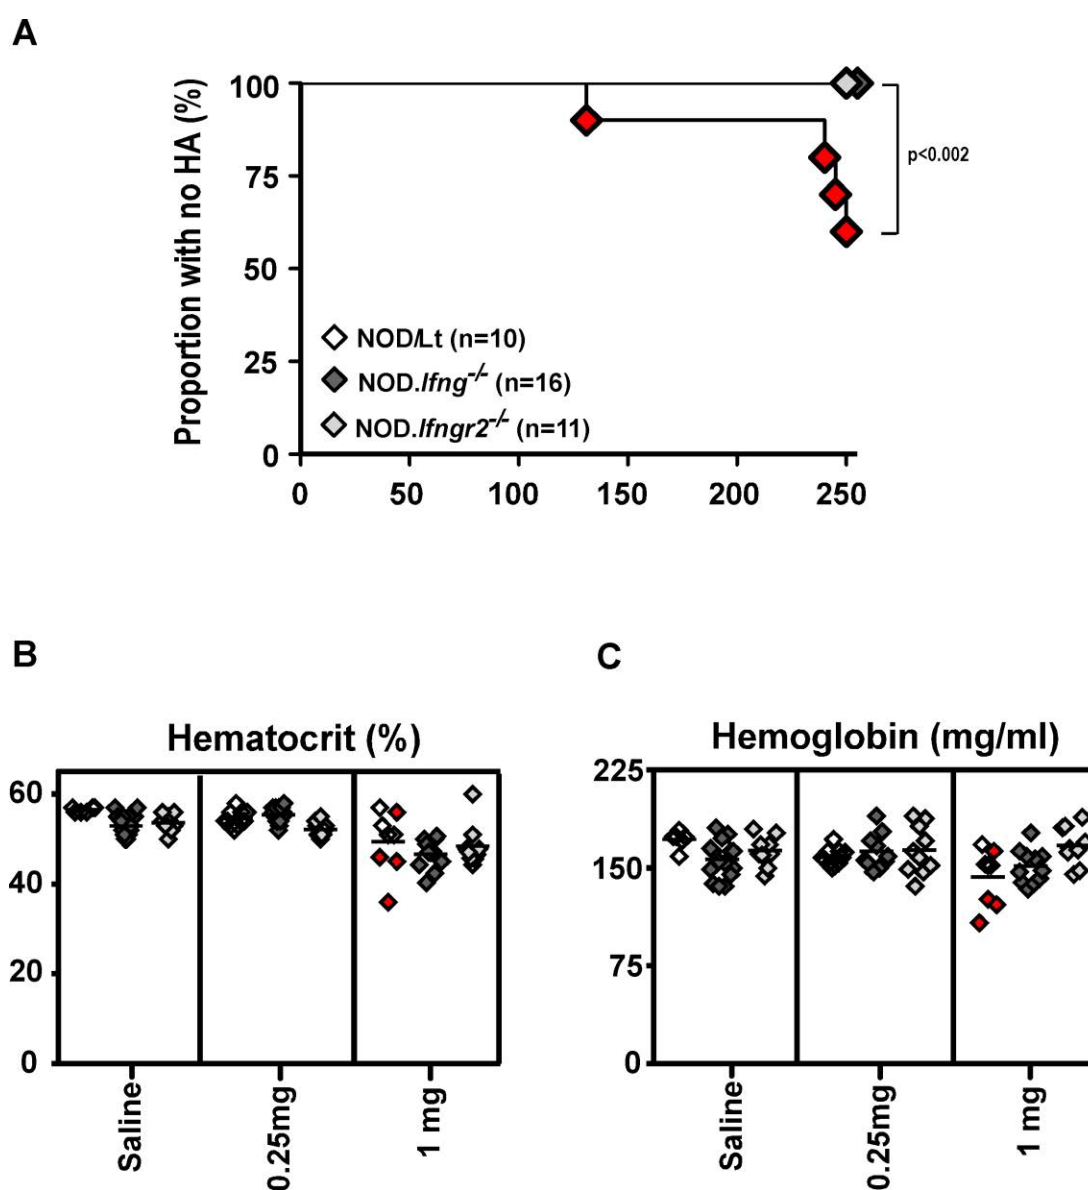 A
Proportion with no HA (%)
100
75
50
25
0
p<0.002
NOD/Lt (n=10)
NOD.Ifng-/- (n=16)
NOD.Ifngr2-/- (n=11)
0 50 100 150 200 250
B
Hematocrit (%)
60
40
20
0
Saline 0.25mg 1 mg
C
Hemoglobin (mg/ml)
225
150
75
0
Saline 0.25mg 1 mg